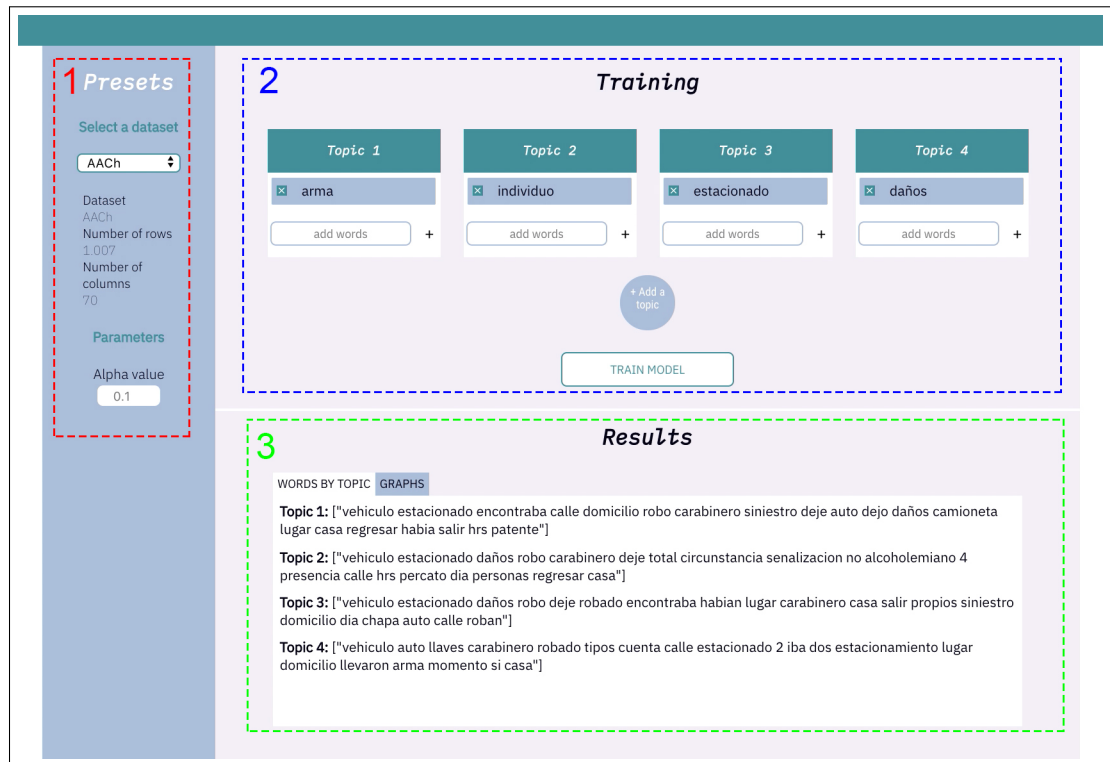 1
Presets
Select a dataset
AACh
Dataset
AACh
Number of rows
1.007
Number of
columns
70
Parameters
Alpha value
0.1
2
Training
Topic 1
Topic 2
Topic 3
Topic 4
arma
individuo
estacionado
daños
add words +
add words +
add words +
add words +
+ Add a
topic
TRAIN MODEL
3
Results
WORDS BY TOPIC GRAPHS
Topic 1: ["vehiculo estacionado encontraba calle domicilio robo carabinero siniestro deje auto dejo daños camioneta
lugar casa regresar habia salir hrs patente"]
Topic 2: ["vehiculo estacionado daños robo carabinero deje total circunstancia senalizacion no alcoholemiano 4
presencia calle hrs percato dia personas regresar casa"]
Topic 3: ["vehiculo estacionado daños robo deje robado encontraba habian lugar carabinero casa salir propios siniestro
domicilio dia chapa auto calle roban"]
Topic 4: ["vehiculo auto llaves carabinero robado tipos cuenta calle estacionado 2 iba dos estacionamiento lugar
domicilio llevaron arma momento si casa"]